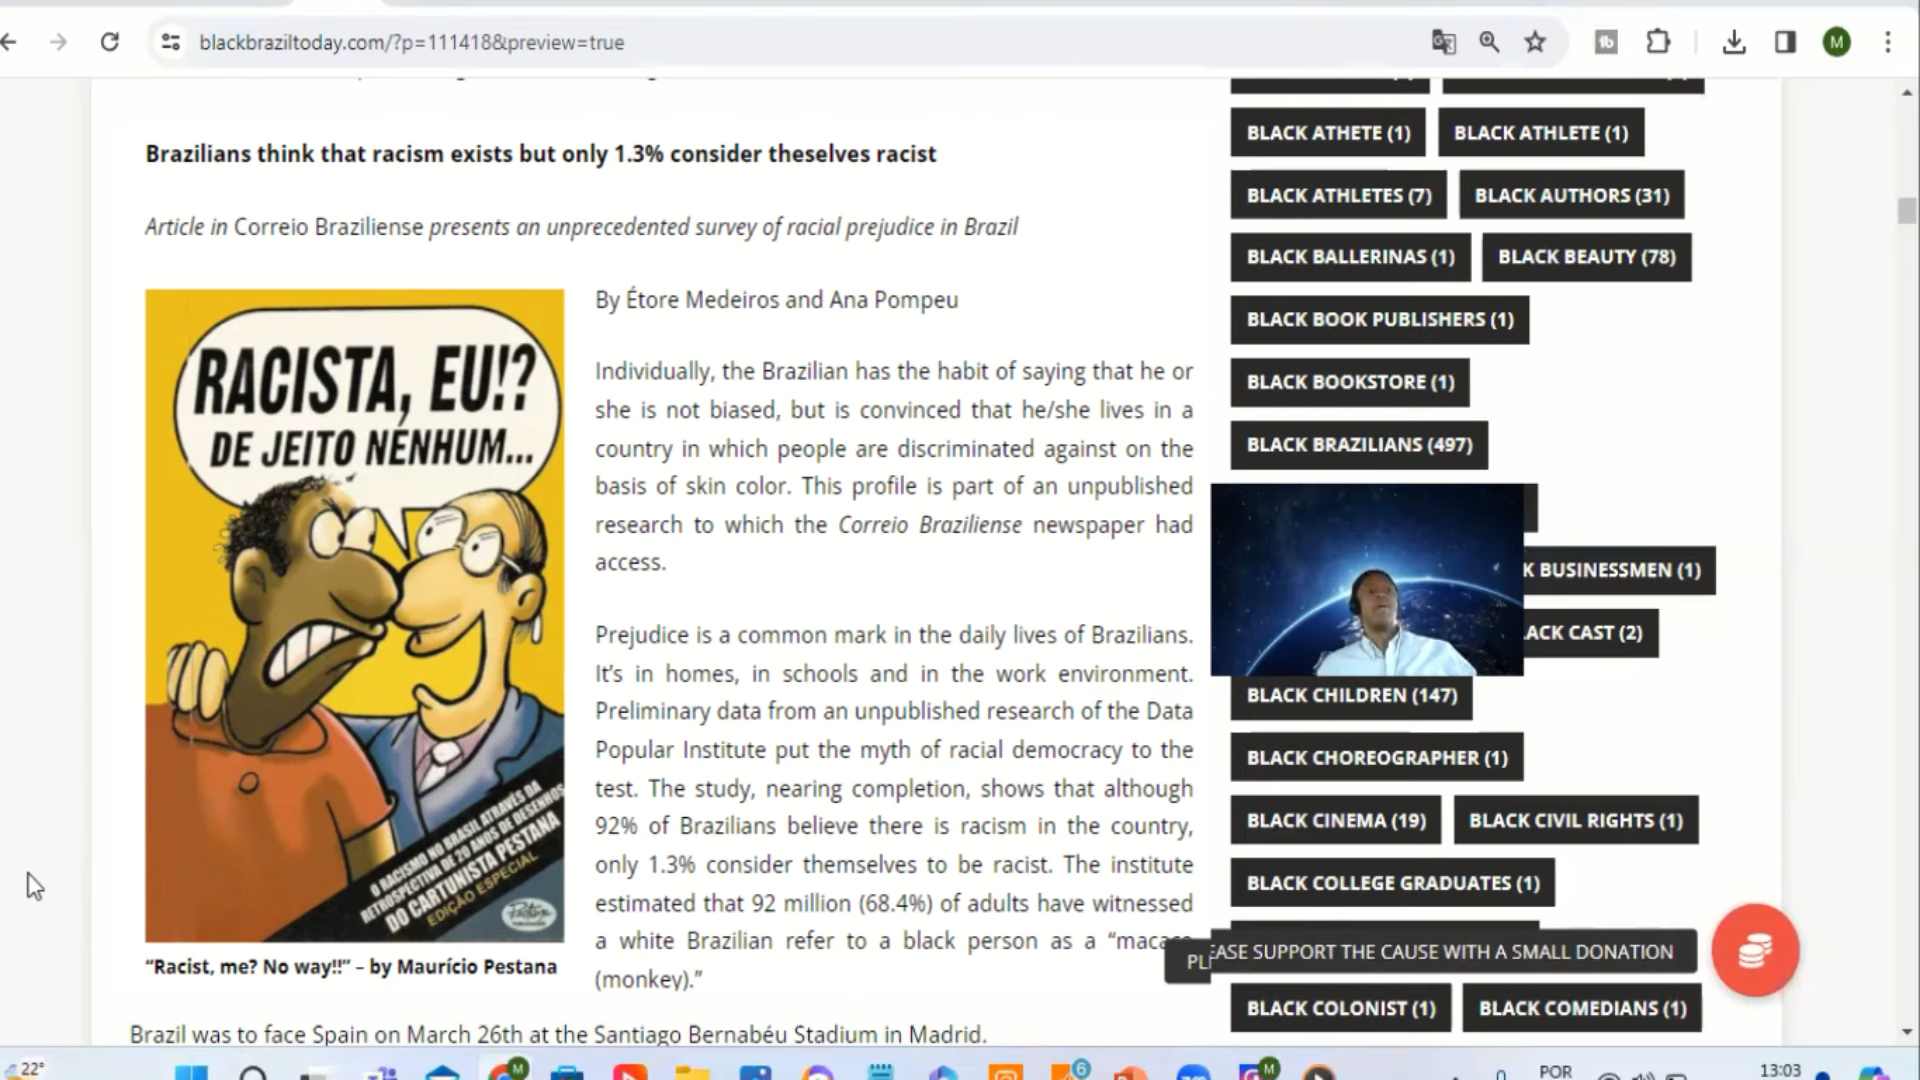 blackbraziltoday.com/?p=111418&preview=true
M
BLACK ATHETE (1)
BLACK ATHLETE (1)
Brazilians think that racism exists but only 1.3% consider theselves racist
BLACK ATHLETES (7)
BLACK AUTHORS (31)
Article in Correio Braziliense presents an unprecedented survey of racial prejudice in Brazil
BLACK BALLERINAS (1)
BLACK BEAUTY (78)
RACISTA, EU!?
DE JEITO NENHUM...
O RACISMO NO BRASIL ATRAVÉS DA
RETROSPECTIVA DE 20 ANOS DE DESENHOS
DO CARTUNISTA PESTANA
EDIÇÃO ESPECIAL
"Racist, me? No way!!" – by Maurício Pestana
By Étore Medeiros and Ana Pompeu
Individually, the Brazilian has the habit of saying that he or
she is not biased, but is convinced that he/she lives in a
country in which people are discriminated against on the
basis of skin color. This profile is part of an unpublished
research to which the Correio Braziliense newspaper had
access.
Prejudice is a common mark in the daily lives of Brazilians.
It's in homes, in schools and in the work environment.
Preliminary data from an unpublished research of the Data
Popular Institute put the myth of racial democracy to the
test. The study, nearing completion, shows that although
92% of Brazilians believe there is racism in the country,
only 1.3% consider themselves to be racist. The institute
estimated that 92 million (68.4%) of adults have witnessed
a white Brazilian refer to a black person as a "macaco
(monkey)."
Brazil was to face Spain on March 26th at the Santiago Bernabéu Stadium in Madrid.
BLACK BOOK PUBLISHERS (1)
BLACK BOOKSTORE (1)
BLACK BRAZILIANS (497)
K BUSINESSMEN (1)
ACK CAST (2)
BLACK CHILDREN (147)
BLACK CHOREOGRAPHER (1)
BLACK CINEMA (19)
BLACK CIVIL RIGHTS (1)
BLACK COLLEGE GRADUATES (1)
PLEASE SUPPORT THE CAUSE WITH A SMALL DONATION
BLACK COLONIST (1)
BLACK COMEDIANS (1)
22°
M
6
M
POR
13:03